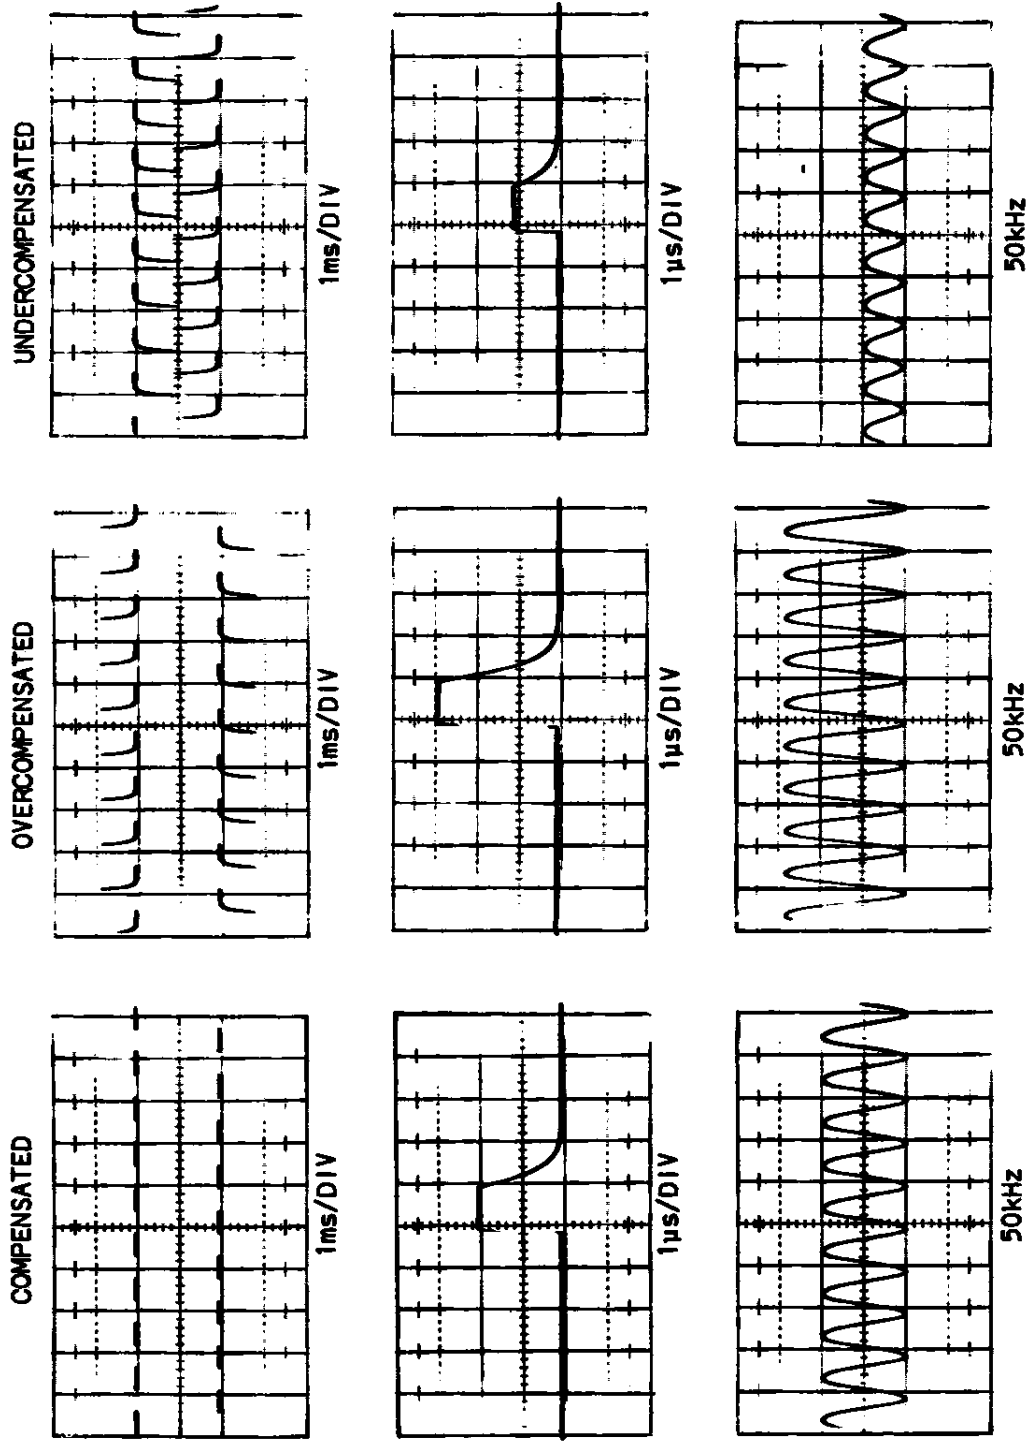 COMPENSATED
OVERCOMPENSATED
UNDERCOMPENSATED
1ms/DIV
1ms/DIV
1ms/DIV
1µs/DIV
1µs/DIV
1µs/DIV
50kHz
50kHz
50kHz